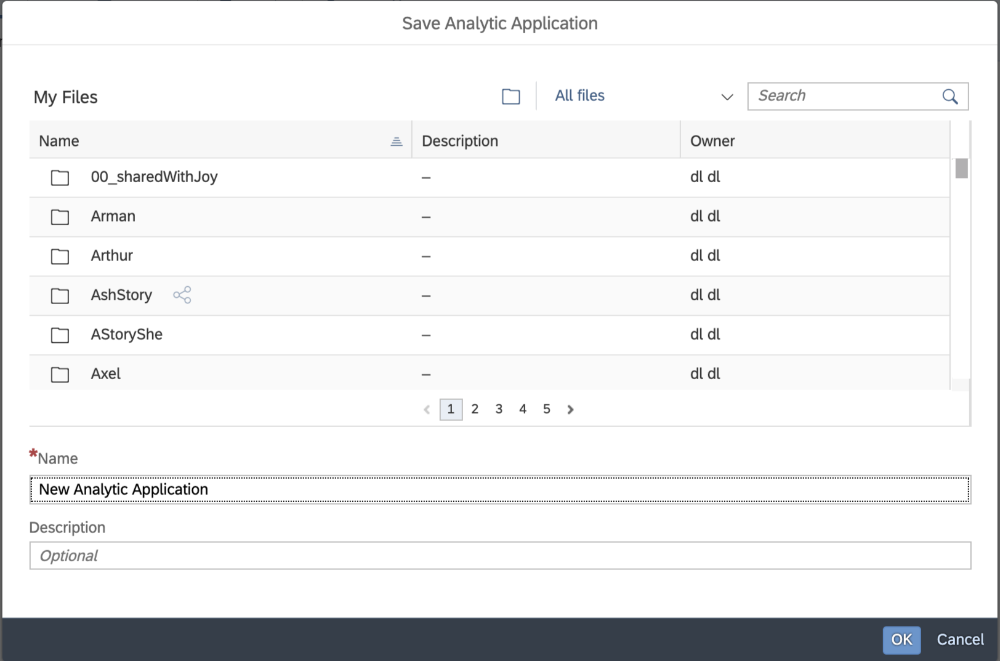 Save Analytic Application
My Files
All files
Search
Name
Description
Owner
00_sharedWithJoy
–
dl dl
Arman
–
dl dl
Arthur
–
dl dl
AshStory
–
dl dl
AStoryShe
–
dl dl
Axel
–
dl dl
1 2 3 4 5
*Name
New Analytic Application
Description
Optional
OK
Cancel